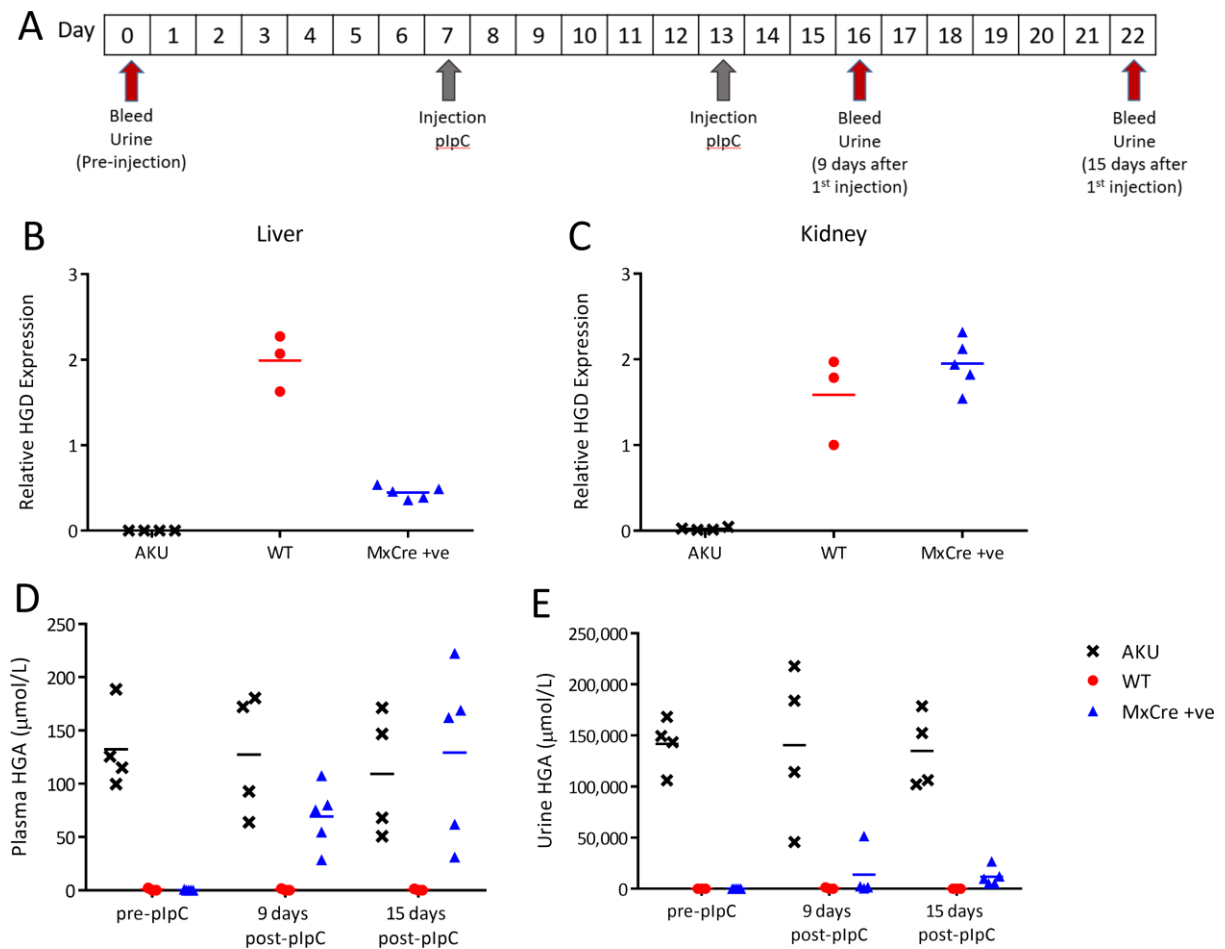 A
Day 0 1 2 3 4 5 6 7 8 9 10 11 12 13 14 15 16 17 18 19 20 21 22
Bleed
Urine
(Pre-injection)
Injection
pIpC
Injection
pIpC
Bleed
Urine
(9 days after
1st injection)
Bleed
Urine
(15 days after
1st injection)
B
Liver
Relative HGD Expression
3
2
1
0
AKU WT MxCre +ve
C
Kidney
Relative HGD Expression
3
2
1
0
AKU WT MxCre +ve
D
Plasma HGA (μmol/L)
250
200
150
100
50
0
pre-pIpC
9 days
post-pIpC
15 days
post-pIpC
E
Urine HGA (μmol/L)
250,000
200,000
150,000
100,000
50,000
0
pre-pIpC
9 days
post-pIpC
15 days
post-pIpC
AKU
WT
MxCre +ve